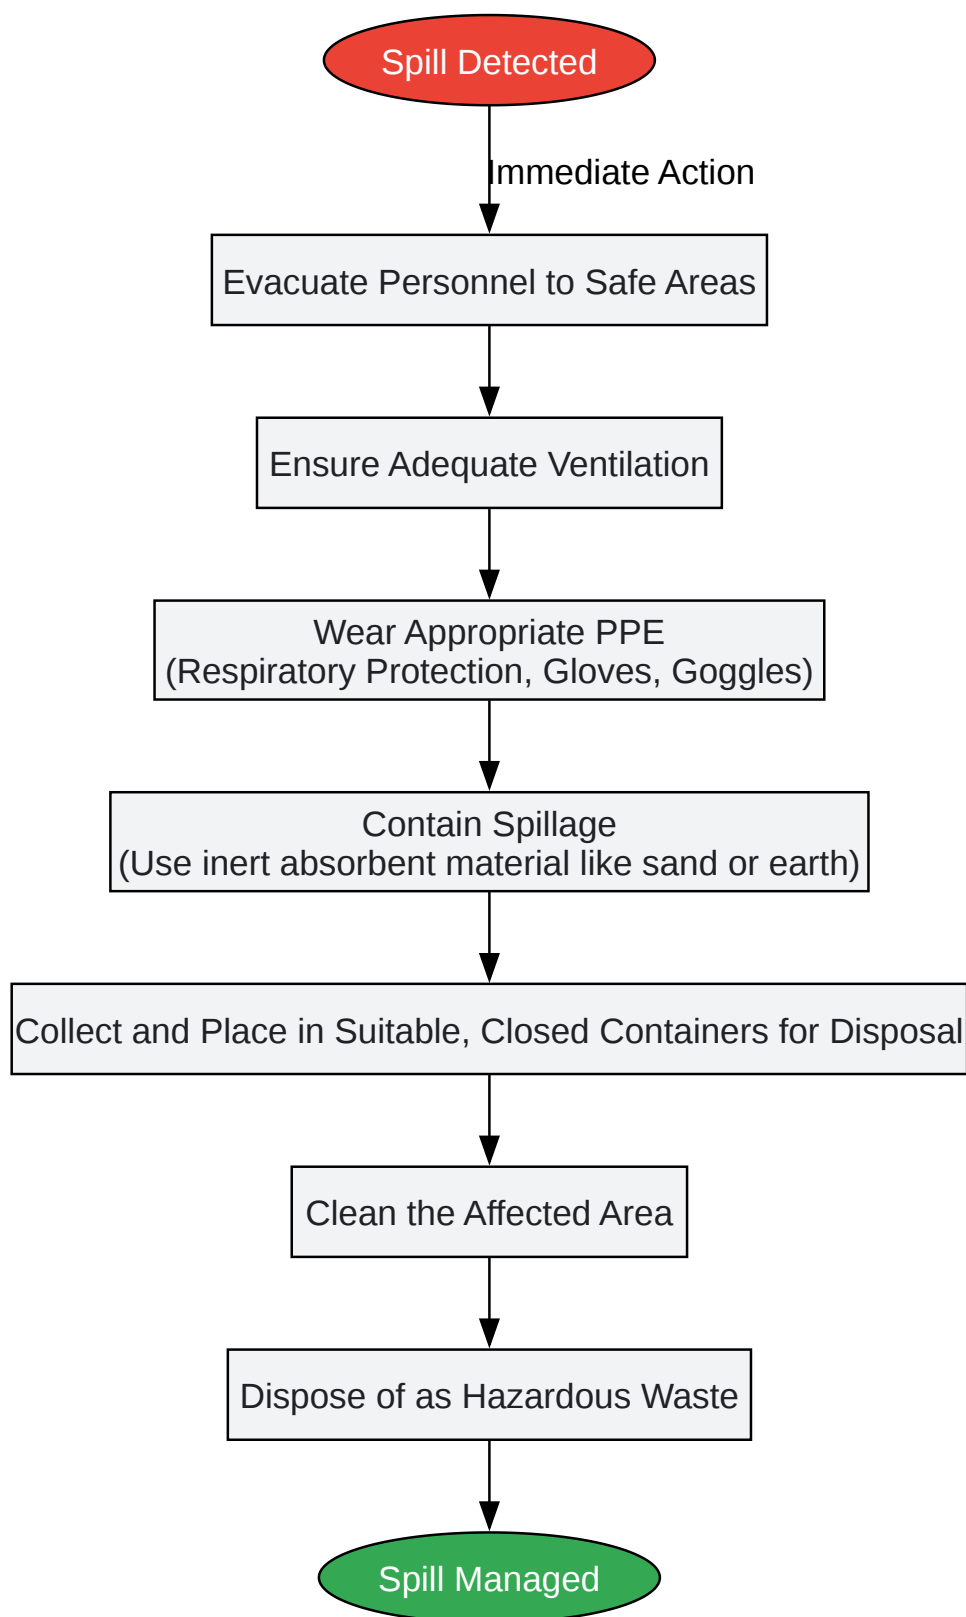 Spill Detected
Immediate Action
Evacuate Personnel to Safe Areas
Ensure Adequate Ventilation
Wear Appropriate PPE
(Respiratory Protection, Gloves, Goggles)
Contain Spillage
(Use inert absorbent material like sand or earth)
Collect and Place in Suitable, Closed Containers for Disposal
Clean the Affected Area
Dispose of as Hazardous Waste
Spill Managed